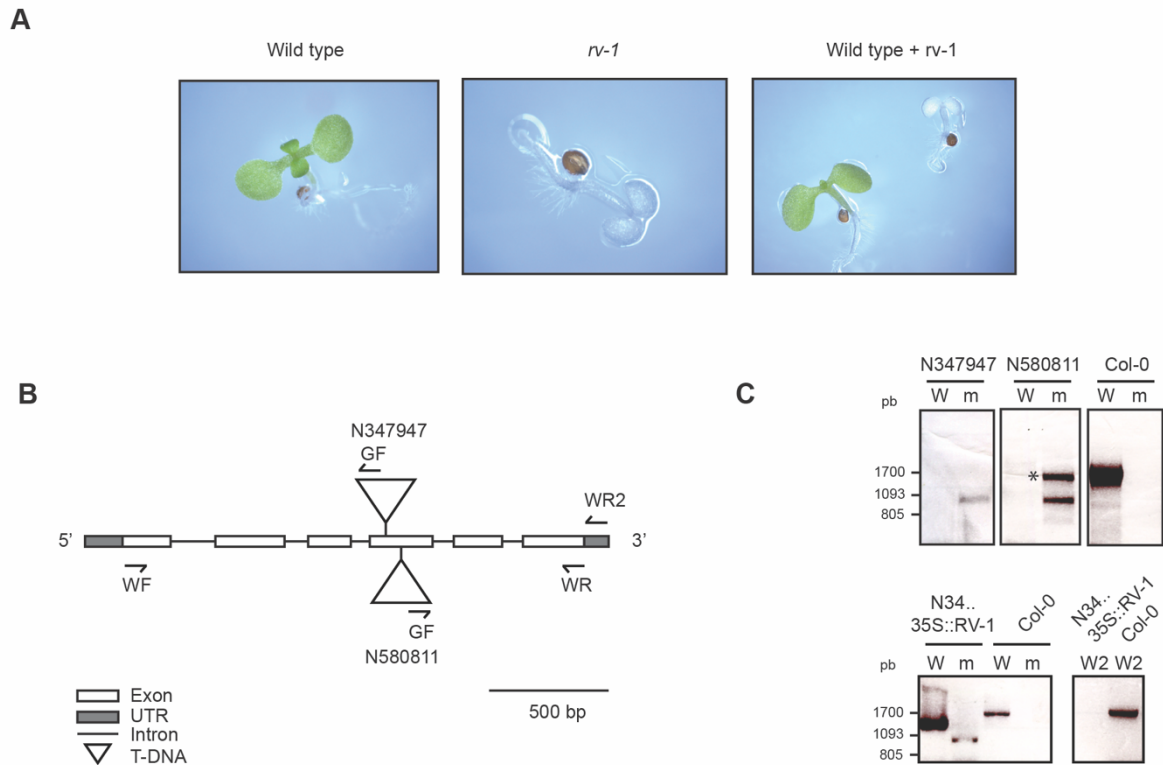 A
Wild type
rv-1
Wild type + rv-1
B
N347947
GF
WR2
5'
3'
WF
WR
GF
N580811
Exon
UTR
Intron
T-DNA
500 bp
C
N347947 N580811 Col-0
pb W m W m W m
1700
*
1093
805
N34..
35S::RV-1
Col-0
N34..
35S::RV-1
Col-0
pb W m W m W2 W2
1700
1093
805